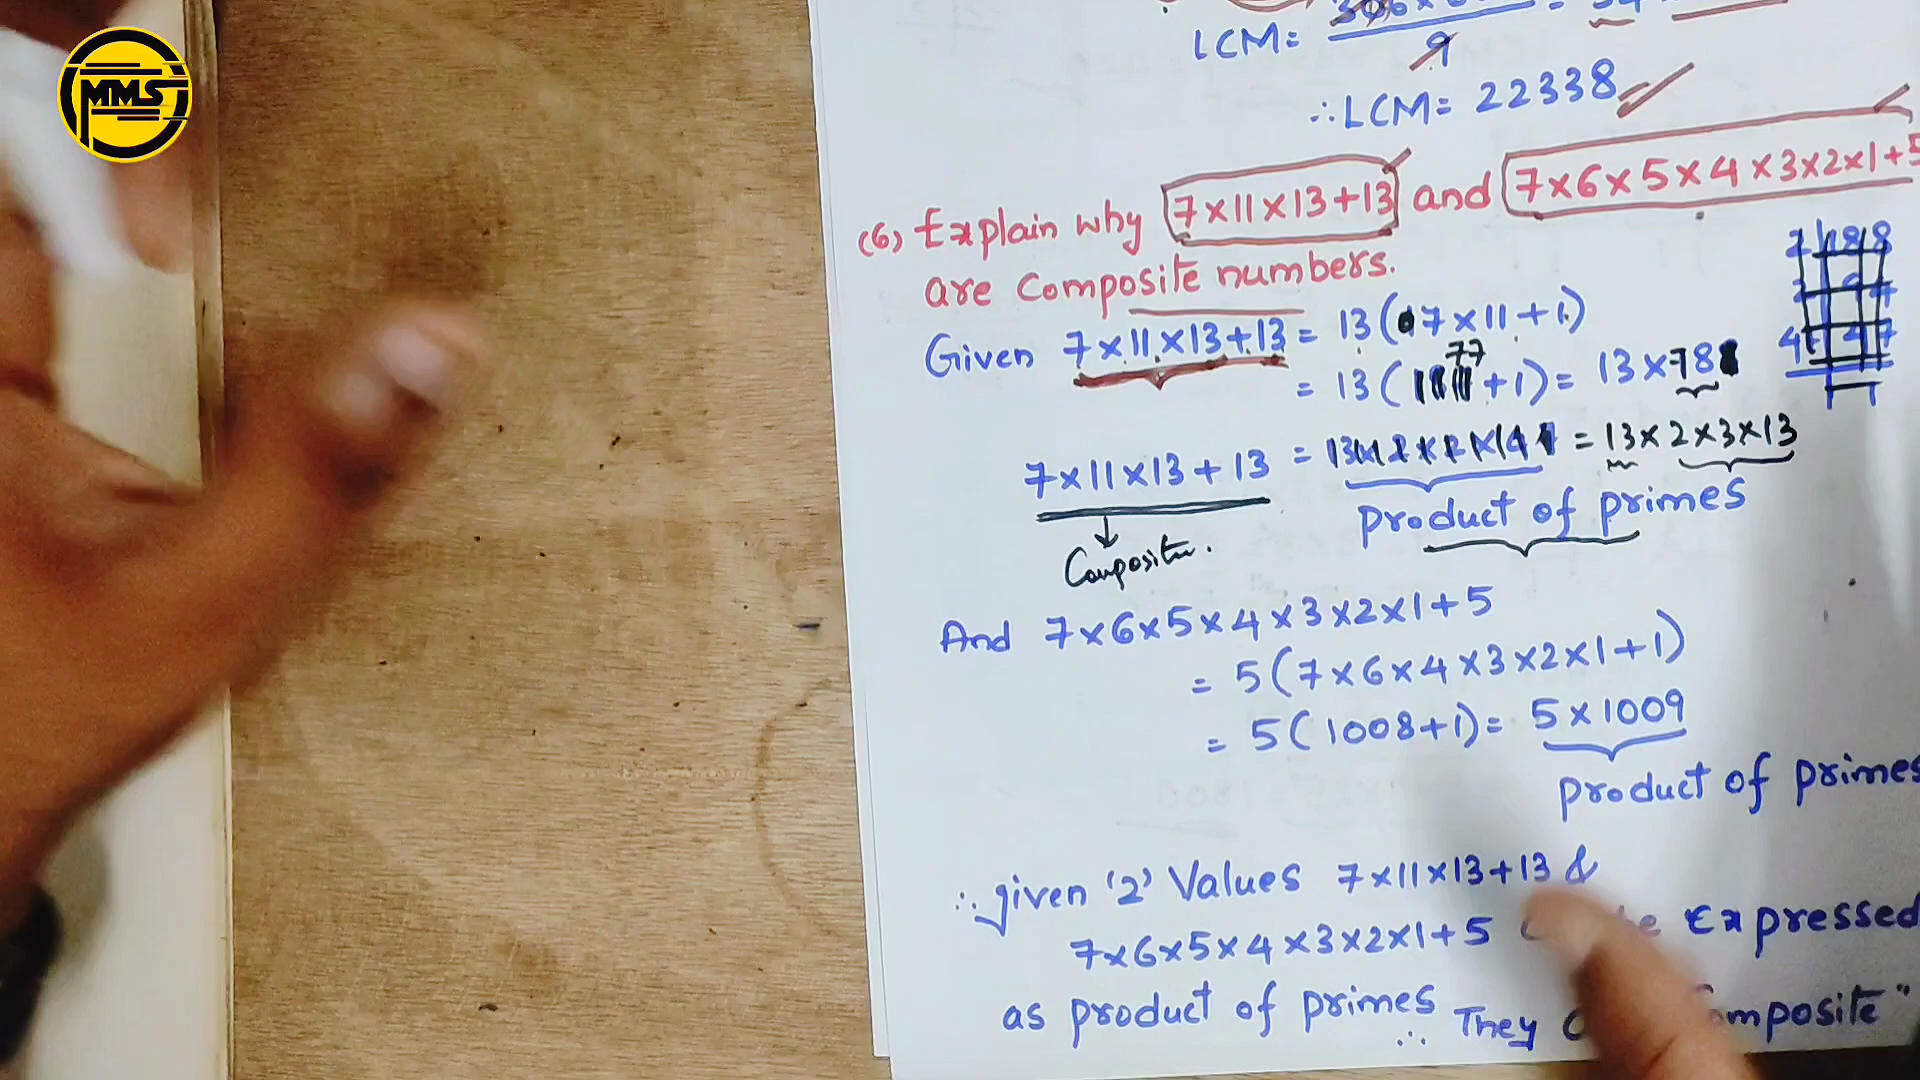 MMS
LCM=
9
∴ LCM= 22338
(6) Explain why 7×11×13+13 and 7×6×5×4×3×2×1+5
are composite numbers.
Given 7×11×13+13 = 13(7×11+1)
77
= 13( +1) = 13×78
7×11×13+13 = = 13×2×3×13
product of primes
Composite.
And 7×6×5×4×3×2×1+5
= 5(7×6×4×3×2×1+1)
= 5(1008+1)= 5×1009
product of primes
∴ given '2' Values 7×11×13+13 &
7×6×5×4×3×2×1+5 Expressed
as product of primes
∴ They